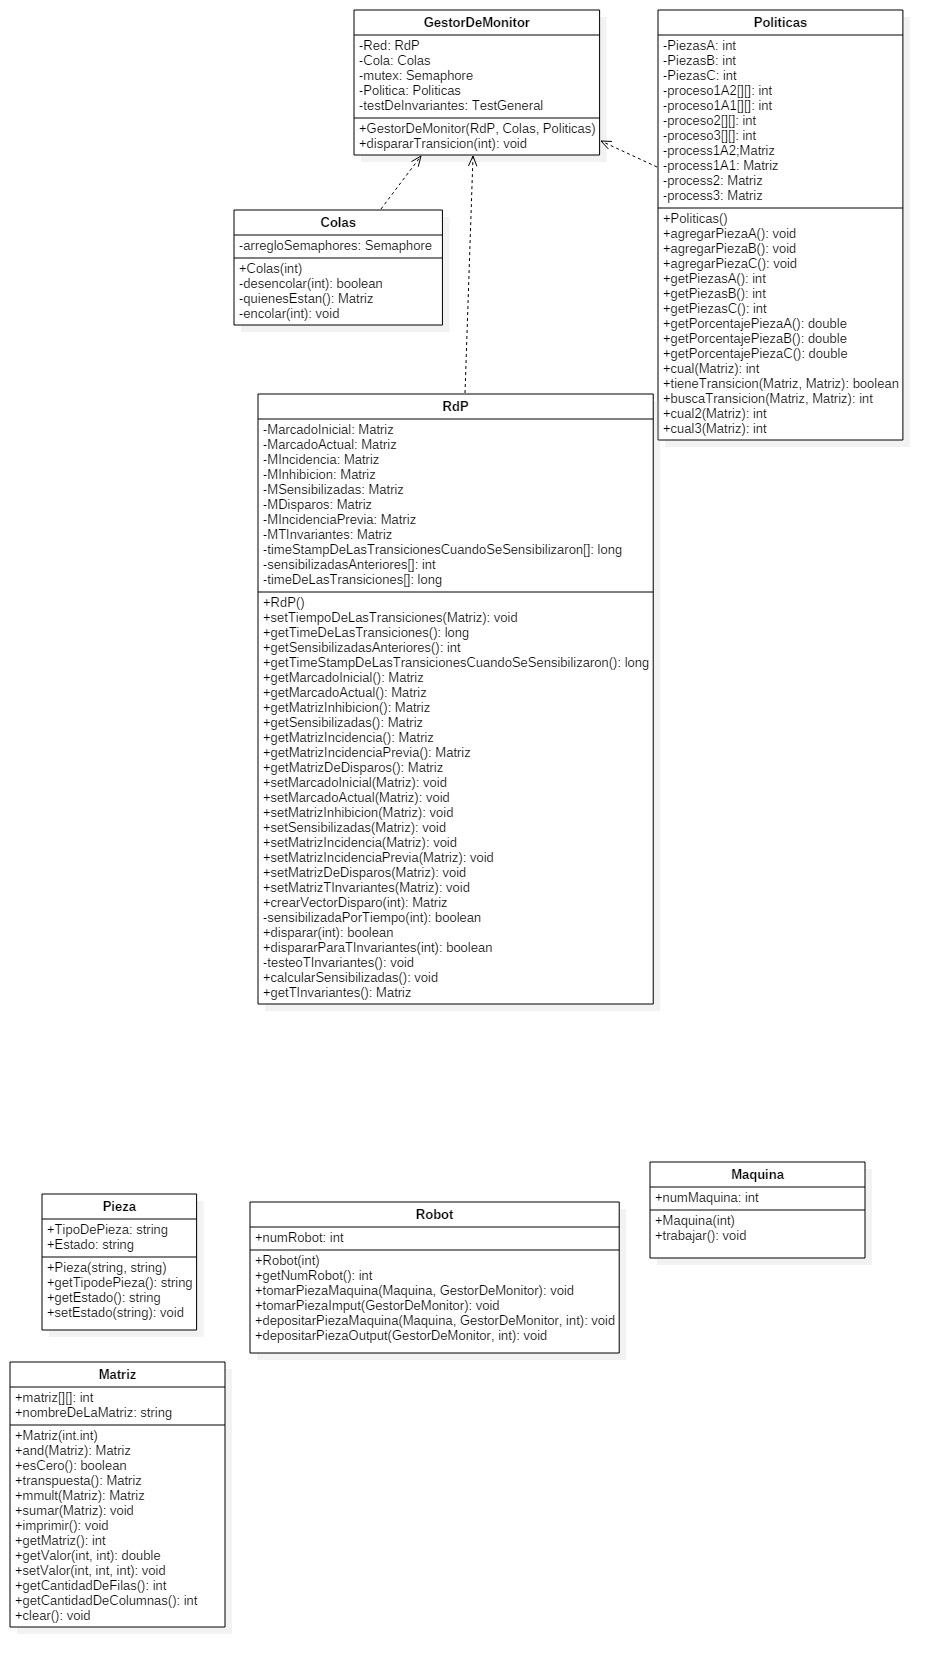 GestorDeMonitor
-Red: RdP
-Cola: Colas
-mutex: Semaphore
-Politica: Politicas
-testDeInvariantes: TestGeneral
+GestorDeMonitor(RdP, Colas, Politicas)
+dispararTransicion(int): void
Politicas
-PiezasA: int
-PiezasB: int
-PiezasC: int
-proceso1A2[][]: int
-proceso1A1[][]: int
-proceso2[][]: int
-proceso3[][]: int
-process1A2;Matriz
-process1A1: Matriz
-process2: Matriz
-process3: Matriz
+Politicas()
+agregarPiezaA(): void
+agregarPiezaB(): void
+agregarPiezaC(): void
+getPiezasA(): int
+getPiezasB(): int
+getPiezasC(): int
+getPorcentajePiezaA(): double
+getPorcentajePiezaB(): double
+getPorcentajePiezaC(): double
+cual(Matriz): int
+tieneTransicion(Matriz, Matriz): boolean
+buscaTransicion(Matriz, Matriz): int
+cual2(Matriz): int
+cual3(Matriz): int
Colas
-arregloSemaphores: Semaphore
+Colas(int)
-desencolar(int): boolean
-quienesEstan(): Matriz
-encolar(int): void
RdP
-MarcadoInicial: Matriz
-MarcadoActual: Matriz
-MIncidencia: Matriz
-MInhibicion: Matriz
-MSensibilizadas: Matriz
-MDisparos: Matriz
-MIncidenciaPrevia: Matriz
-MTInvariantes: Matriz
-timeStampDeLasTransicionesCuandoSeSensibilizaron[]: long
-sensibilizadasAnteriores[]: int
-timeDeLasTransiciones[]: long
+RdP()
+setTiempoDeLasTransiciones(Matriz): void
+getTimeDeLasTransiciones(): long
+getSensibilizadasAnteriores(): int
+getTimeStampDeLasTransicionesCuandoSeSensibilizaron(): long
+getMarcadoInicial(): Matriz
+getMarcadoActual(): Matriz
+getMatrizInhibicion(): Matriz
+getSensibilizadas(): Matriz
+getMatrizIncidencia(): Matriz
+getMatrizIncidenciaPrevia(): Matriz
+getMatrizDeDisparos(): Matriz
+setMarcadoInicial(Matriz): void
+setMarcadoActual(Matriz): void
+setMatrizInhibicion(Matriz): void
+setSensibilizadas(Matriz): void
+setMatrizIncidencia(Matriz): void
+setMatrizIncidenciaPrevia(Matriz): void
+setMatrizDeDisparos(Matriz): void
+setMatrizTInvariantes(Matriz): void
+crearVectorDisparo(int): Matriz
-sensibilizadaPorTiempo(int): boolean
+disparar(int): boolean
+dispararParaTInvariantes(int): boolean
-testeoTInvariantes(): void
+calcularSensibilizadas(): void
+getTInvariantes(): Matriz
Maquina
+numMaquina: int
+Maquina(int)
+trabajar(): void
Pieza
+TipoDePieza: string
+Estado: string
+Pieza(string, string)
+getTipodePieza(): string
+getEstado(): string
+setEstado(string): void
Robot
+numRobot: int
+Robot(int)
+getNumRobot(): int
+tomarPiezaMaquina(Maquina, GestorDeMonitor): void
+tomarPiezaImput(GestorDeMonitor): void
+depositarPiezaMaquina(Maquina, GestorDeMonitor, int): void
+depositarPiezaOutput(GestorDeMonitor, int): void
Matriz
+matriz[][]: int
+nombreDeLaMatriz: string
+Matriz(int.int)
+and(Matriz): Matriz
+esCero(): boolean
+transpuesta(): Matriz
+mmult(Matriz): Matriz
+sumar(Matriz): void
+imprimir(): void
+getMatriz(): int
+getValor(int, int): double
+setValor(int, int, int): void
+getCantidadDeFilas(): int
+getCantidadDeColumnas(): int
+clear(): void